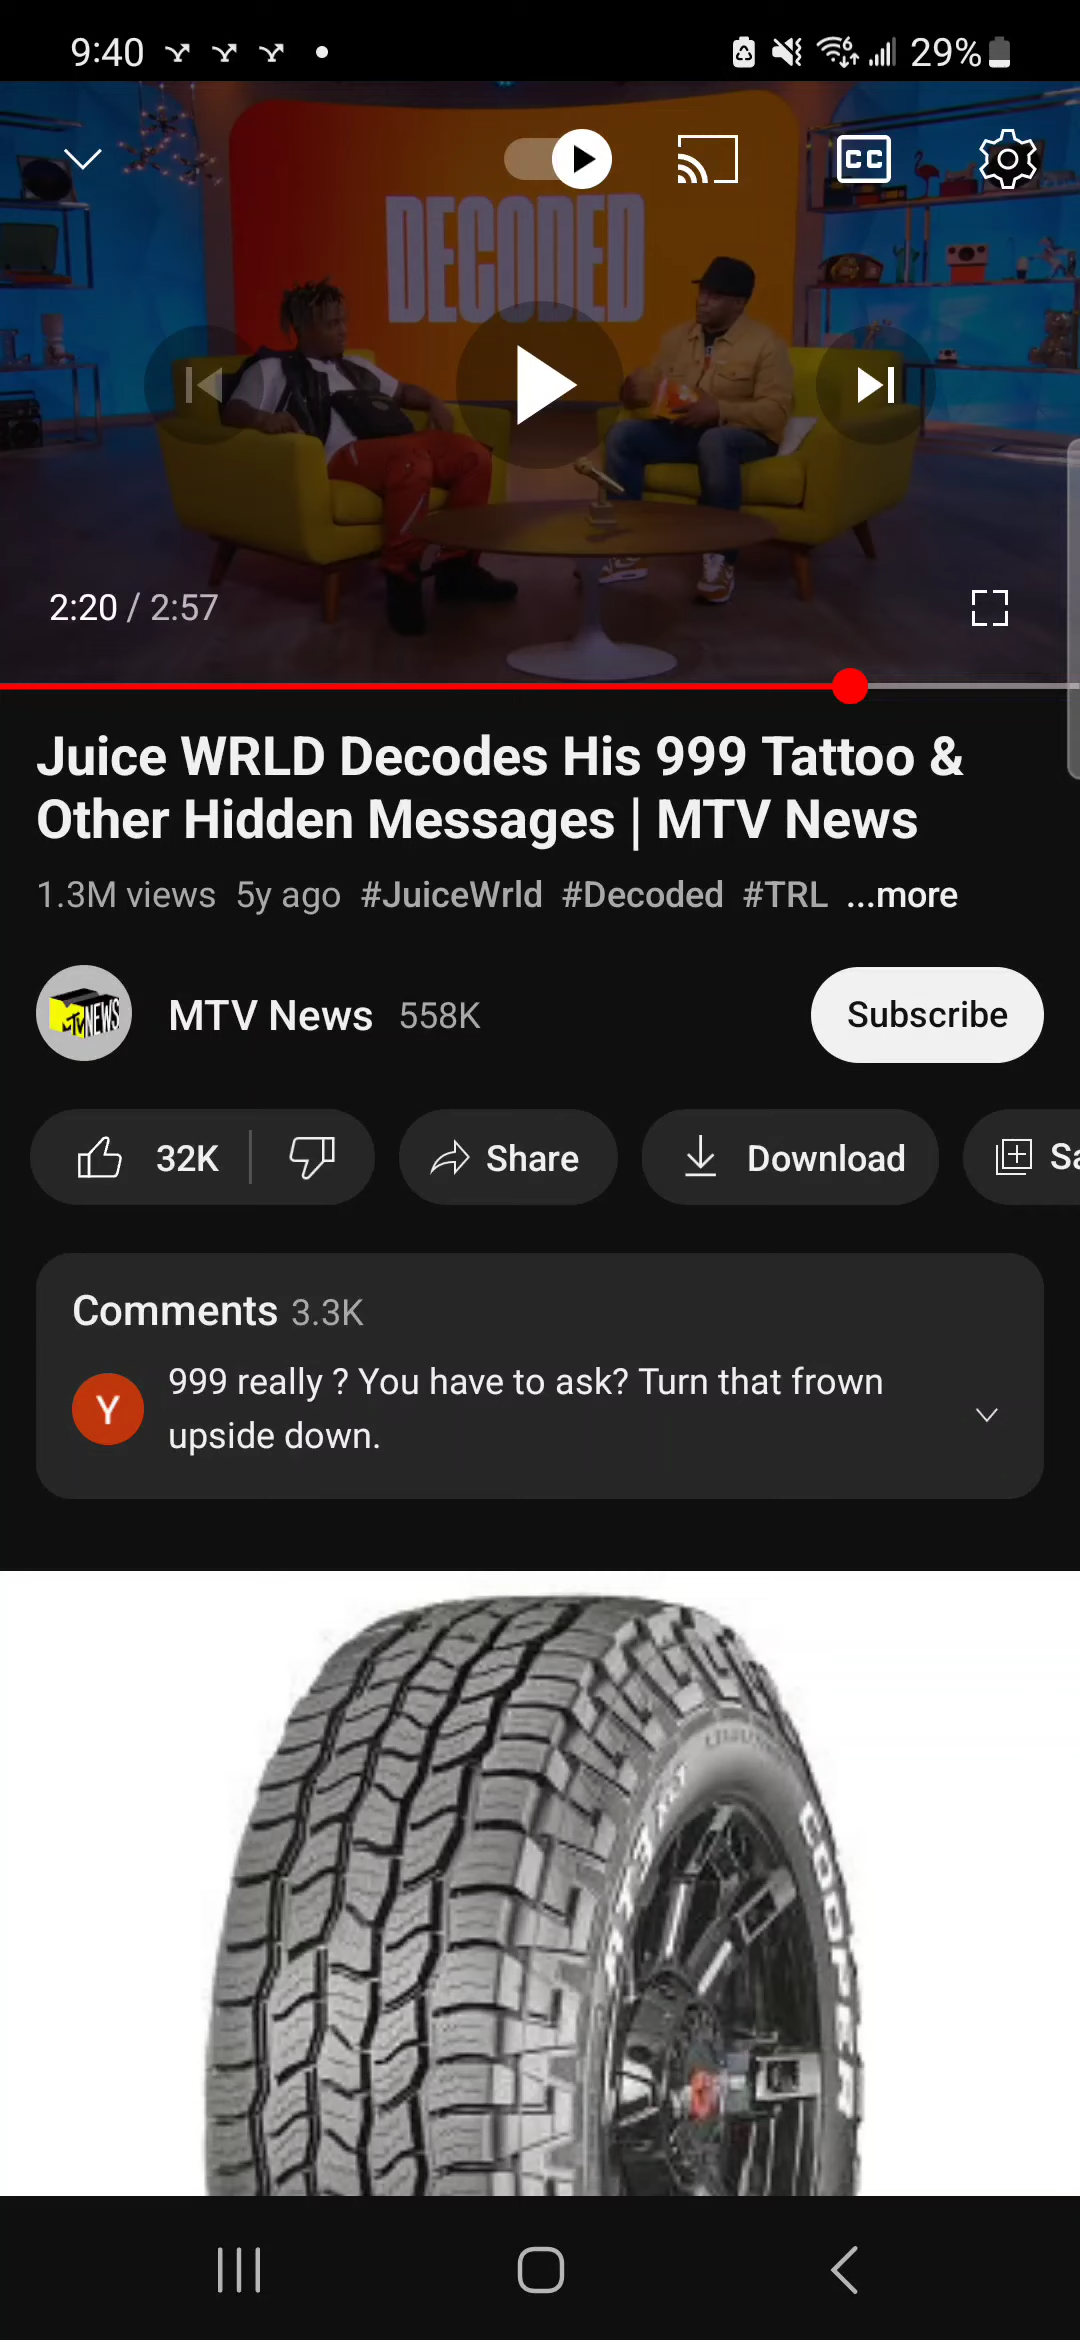 9:40
29%
CC
DECODED
2:20 / 2:57
Juice WRLD Decodes His 999 Tattoo &
Other Hidden Messages | MTV News
1.3M views 5y ago #JuiceWrld #Decoded #TRL ...more
MTV NEWS
MTV News 558K
Subscribe
32K
Share
Download
Sa
Comments 3.3K
Y
999 really ? You have to ask? Turn that frown
upside down.
COOPER